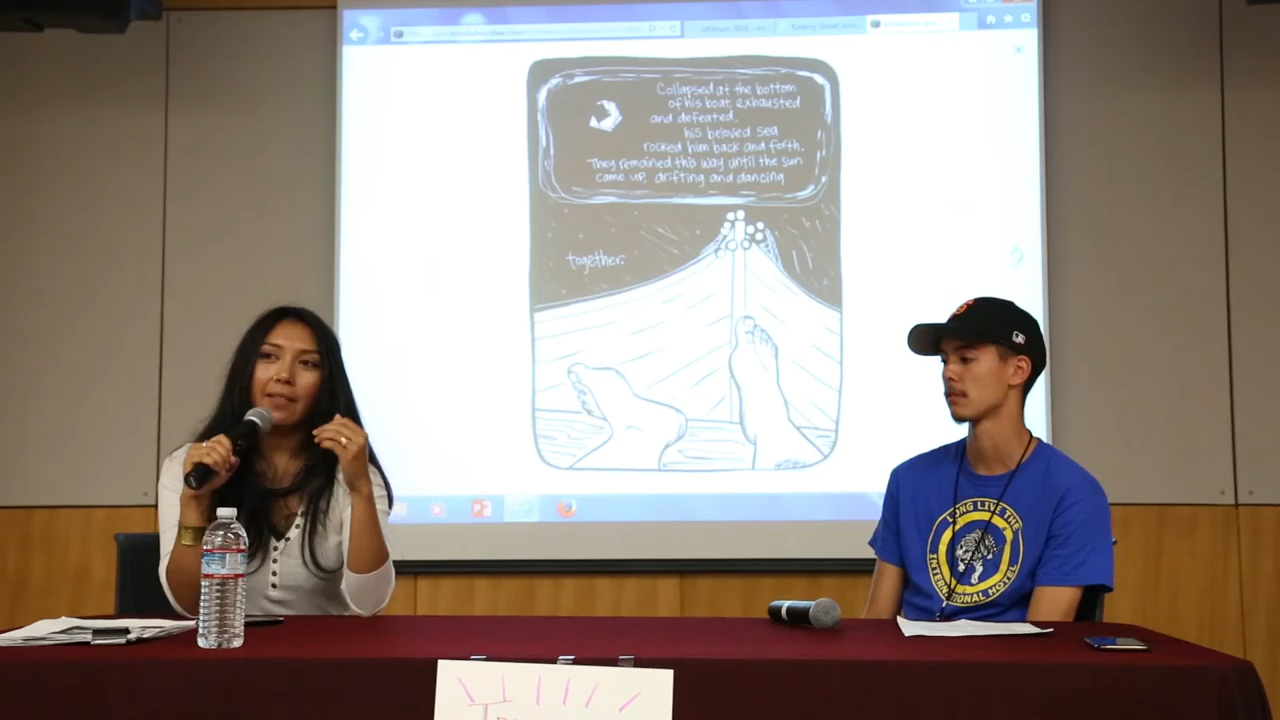 Collapsed at the bottom
of his boat, exhausted
and defeated,
his beloved sea
rocked him back and forth.
They remained this way until the sun
came up, drifting and dancing
together.
SF
LONG LIVE THE
INTERNATIONAL HOTEL